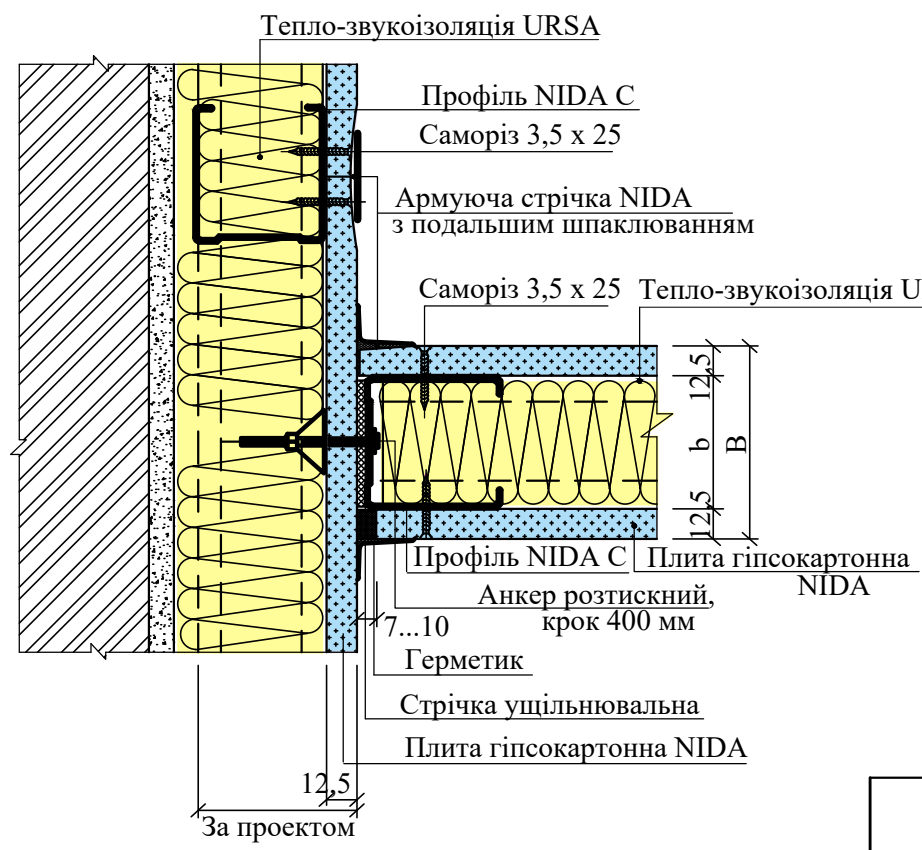 Тепло-звукоізоляція URSA
Профіль NIDA C
Саморіз 3,5 х 25
Армуюча стрічка NIDA
з подальшим шпаклюванням
Саморіз 3,5 х 25
Тепло-звукоізоляція U
12,5
b
B
12,5
Профіль NIDA C
Плита гіпсокартонна
NIDA
Анкер розтискний,
крок 400 мм
7...10
Герметик
Стрічка ущільнювальна
Плита гіпсокартонна NIDA
12,5
За проектом